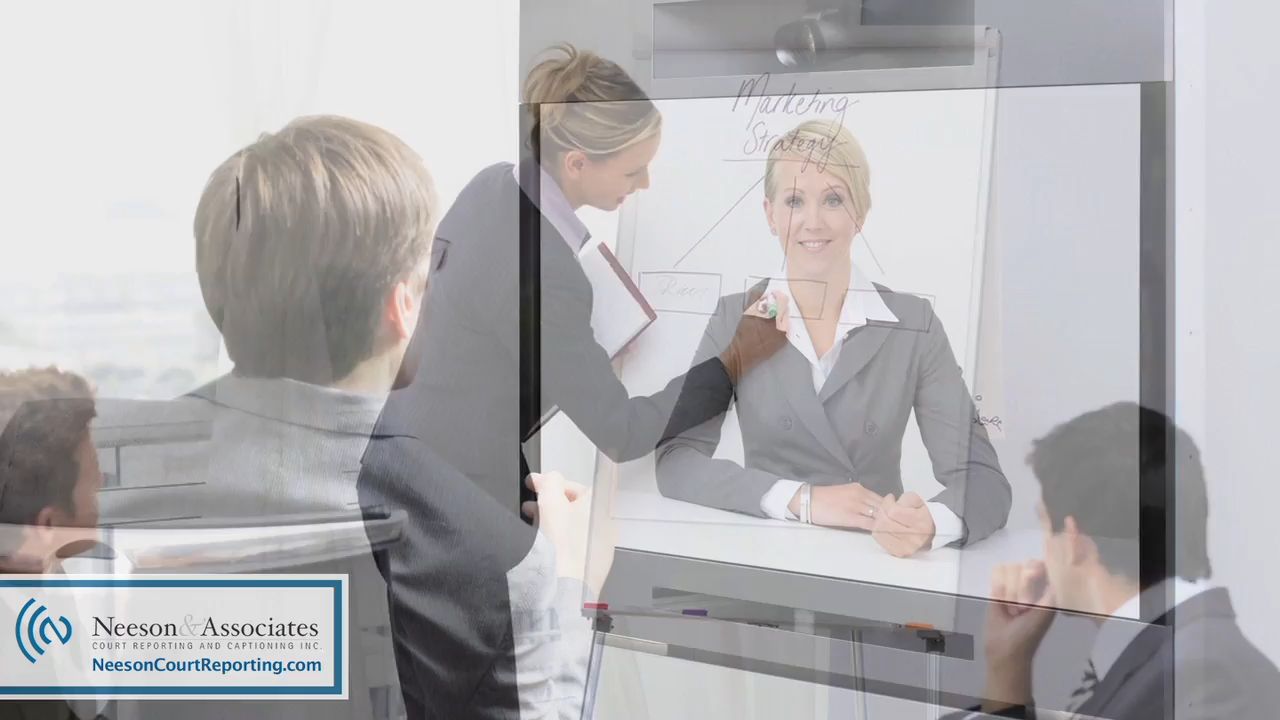 Marketing
Strategy
Neeson&Associates
COURT REPORTING AND CAPTIONING INC.
NeesonCourtReporting.com